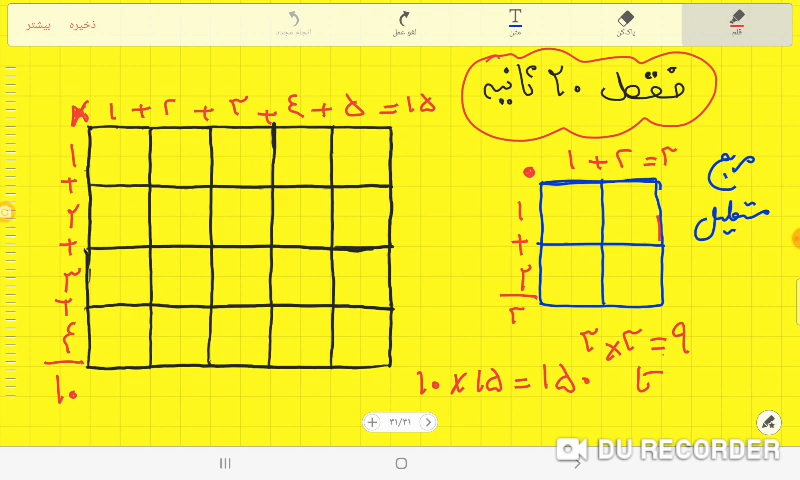 ذخیره بیشتر
انجام مجدد
لغو عمل
متن
پاک‌کن
قلم
فقط ۲۰ ثانیه
۱ + ۲ + ۳ + ۴ + ۵ = ۱۵
۱
+
۲
+
۳
+
۴
۱۰
مربع
مستطیل
۱ + ۲ = ۳
۱
+
۲
۳
۳ × ۳ = ۹
۱۰ × ۱۵ = ۱۵۰
۳۱/۳۱
DU RECORDER